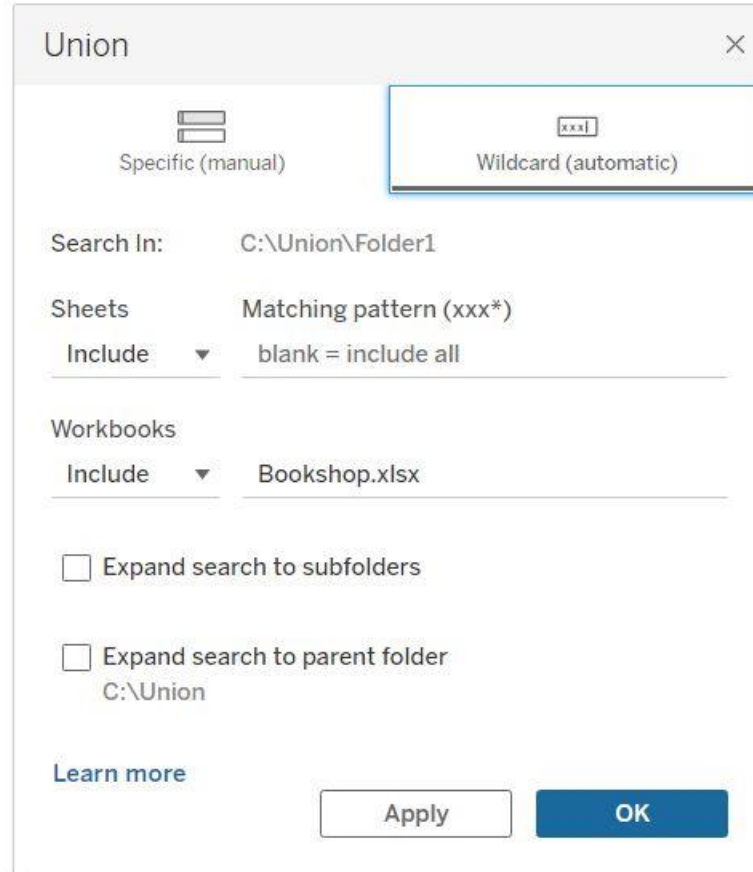 Union
xxx
Specific (manual)
Wildcard (automatic)
Search In: C:\Union\Folder1
Sheets Matching pattern (xxx*)
Include blank = include all
Workbooks
Include Bookshop.xlsx
Expand search to subfolders
Expand search to parent folder
C:\Union
Learn more
Apply OK